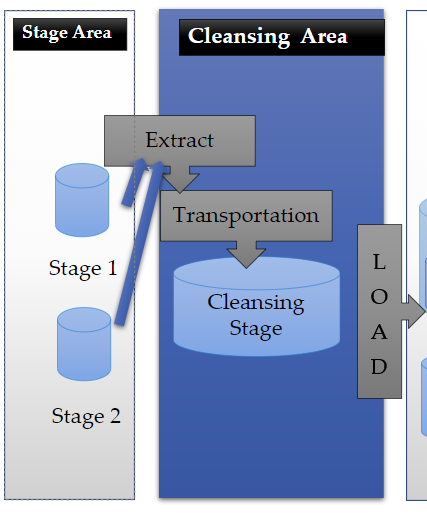 Stage Area
Cleansing Area
Extract
Transportation
Stage 1
Cleansing
Stage
L
O
A
D
Stage 2